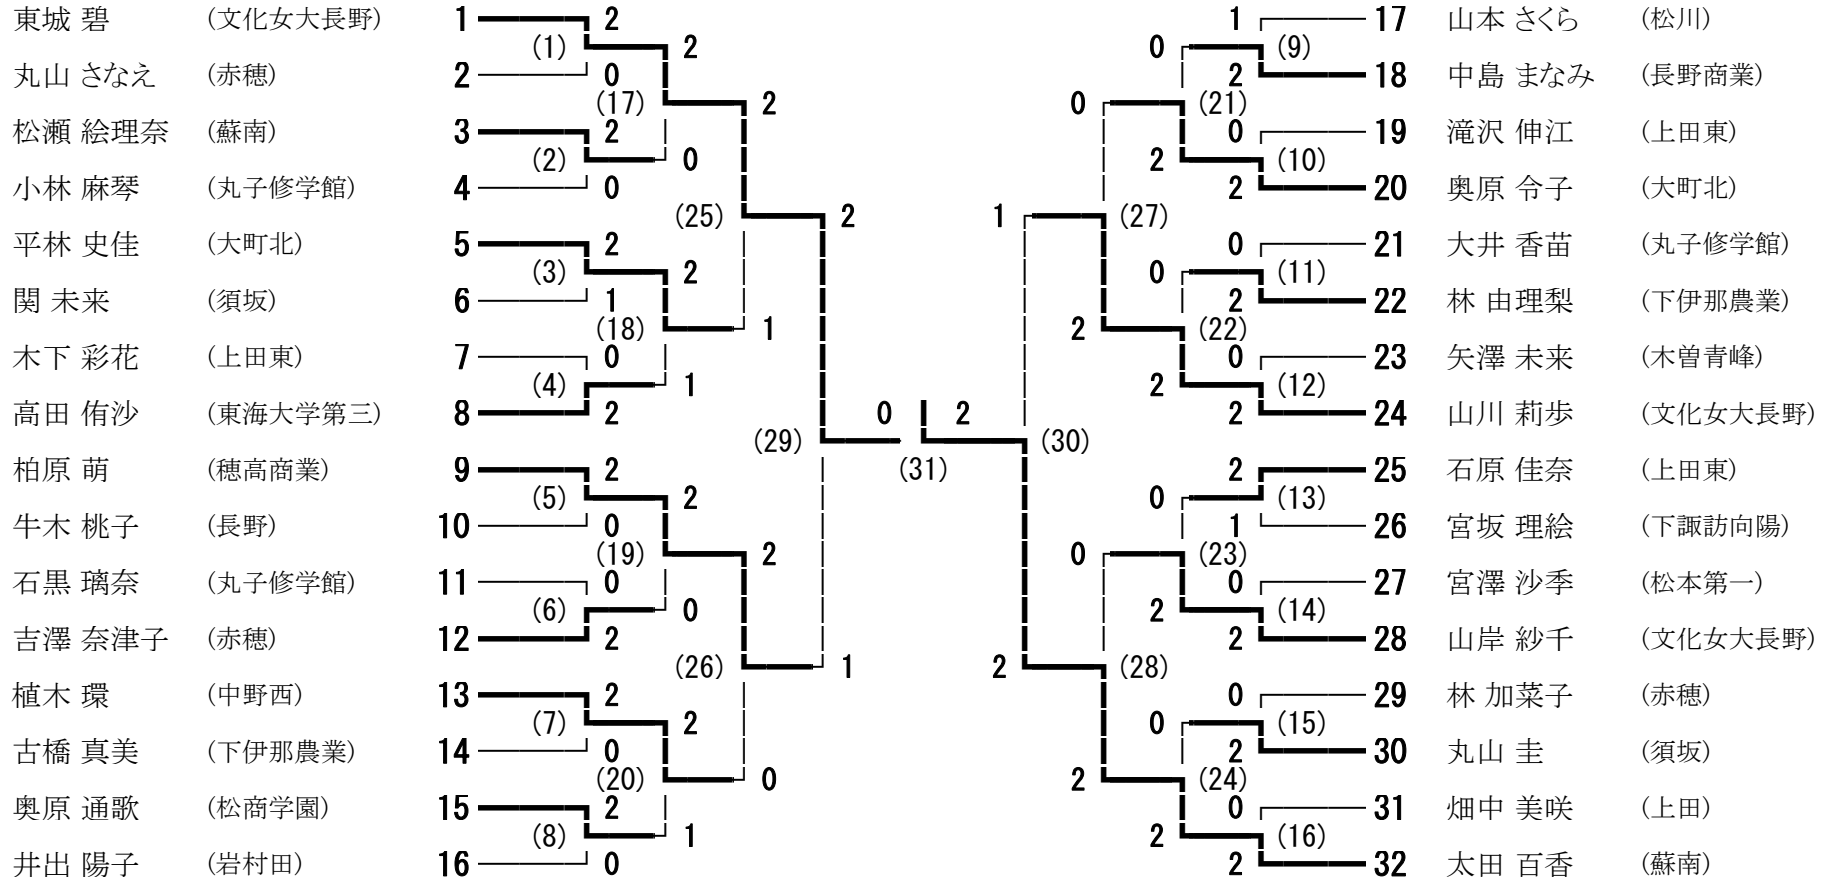 東城 碧 (文化女大長野) 1 2 1 17 山本 さくら (松川)
(1) 2 0 (9)
丸山 さなえ (赤穂) 2 0 2 18 中島 まなみ (長野商業)
(17) 2 0 (21)
松瀬 絵理奈 (蘇南) 3 2 0 19 滝沢 伸江 (上田東)
(2) 0 2 (10)
小林 麻琴 (丸子修学館) 4 0 2 20 奥原 令子 (大町北)
(25) 2 1 (27)
平林 史佳 (大町北) 5 2 0 21 大井 香苗 (丸子修学館)
(3) 2 0 (11)
関 未来 (須坂) 6 1 2 22 林 由理梨 (下伊那農業)
(18) 1 2 (22)
木下 彩花 (上田東) 7 0 0 23 矢澤 未来 (木曽青峰)
(4) 1 2 (12)
高田 侑沙 (東海大学第三) 8 2 0 2 2 24 山川 莉歩 (文化女大長野)
(29) (30)
柏原 萌 (穂高商業) 9 2 (31) 2 25 石原 佳奈 (上田東)
(5) 2 0 (13)
牛木 桃子 (長野) 10 0 1 26 宮坂 理絵 (下諏訪向陽)
(19) 2 0 (23)
石黒 璃奈 (丸子修学館) 11 0 0 27 宮澤 沙季 (松本第一)
(6) 0 2 (14)
吉澤 奈津子 (赤穂) 12 2 2 28 山岸 紗千 (文化女大長野)
(26) 1 2 (28)
植木 環 (中野西) 13 2 0 29 林 加菜子 (赤穂)
(7) 2 0 (15)
古橋 真美 (下伊那農業) 14 0 2 30 丸山 圭 (須坂)
(20) 0 2 (24)
奥原 通歌 (松商学園) 15 2 0 31 畑中 美咲 (上田)
(8) 1 2 (16)
井出 陽子 (岩村田) 16 0 2 32 太田 百香 (蘇南)